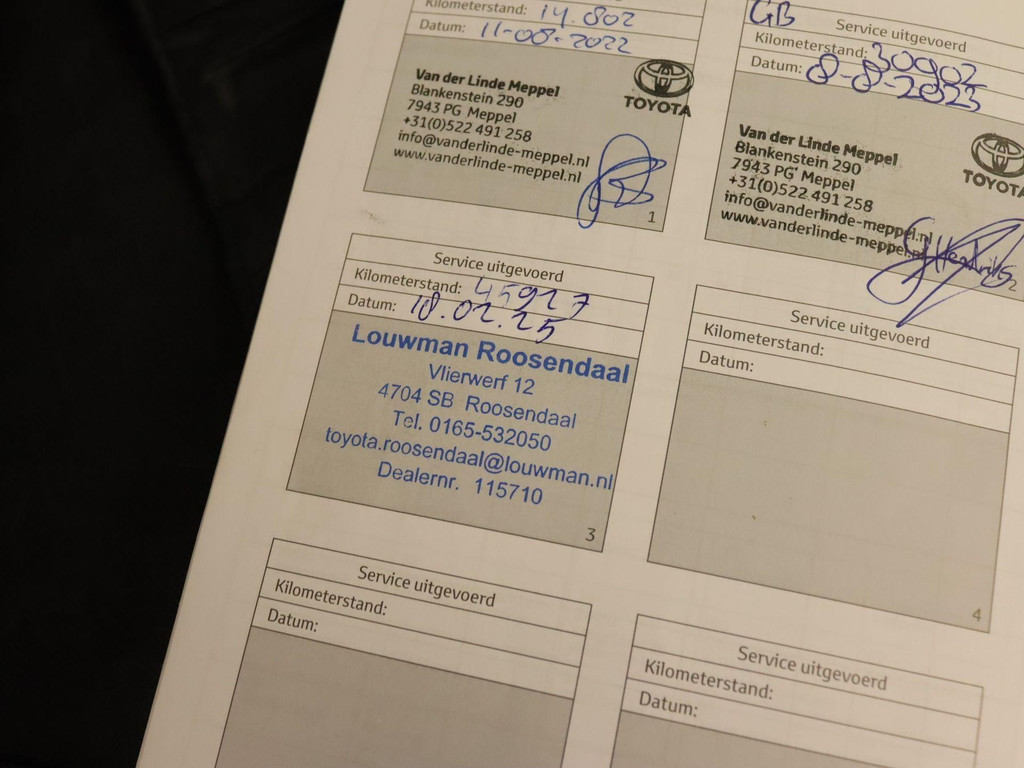 Kilometerstand: 14.802
Datum: 11-08-2022
Van der Linde Meppel
Blankenstein 290
7943 PG Meppel
+31(0)522 491 258
info@vanderlinde-meppel.nl
www.vanderlinde-meppel.nl
TOYOTA
1
GB
Service uitgevoerd
Kilometerstand: 30902
Datum: 8-8-2023
Van der Linde Meppel
Blankenstein 290
7943 PG Meppel
+31(0)522 491 258
info@vanderlinde-meppel.nl
www.vanderlinde-meppel.nl
TOYOTA
2
Service uitgevoerd
Kilometerstand: 45927
Datum: 18.02.25
Louwman Roosendaal
Vlierwerf 12
4704 SB Roosendaal
Tel. 0165-532050
toyota.roosendaal@louwman.nl
Dealernr. 115710
3
Service uitgevoerd
Kilometerstand:
Datum:
4
Service uitgevoerd
Kilometerstand:
Datum:
Service uitgevoerd
Kilometerstand:
Datum: